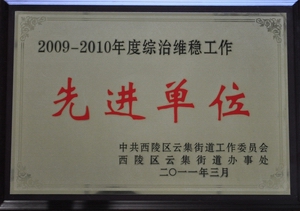 2009-2010年度综治维稳工作
先进单位
中共西陵区云集街道工作委员会
西陵区云集街道办事处
二〇一一年三月